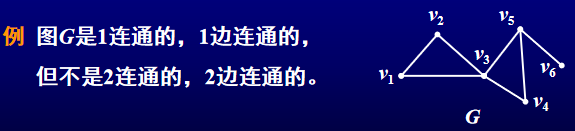 例 图G是1连通的，1边连通的，
但不是2连通的，2边连通的。
v₂
v₅
v₃
v₆
v₁
v₄
G